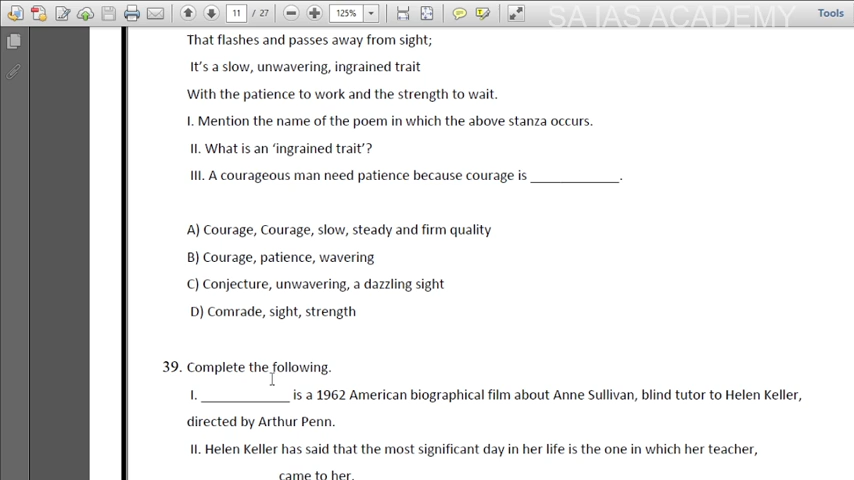 11 / 27
125%
SA IAS ACADEMY
Tools
That flashes and passes away from sight;
It’s a slow, unwavering, ingrained trait
With the patience to work and the strength to wait.
I. Mention the name of the poem in which the above stanza occurs.
II. What is an ‘ingrained trait’?
III. A courageous man need patience because courage is _____________.
A) Courage, Courage, slow, steady and firm quality
B) Courage, patience, wavering
C) Conjecture, unwavering, a dazzling sight
D) Comrade, sight, strength
39. Complete the following.
I. _____________ is a 1962 American biographical film about Anne Sullivan, blind tutor to Helen Keller,
directed by Arthur Penn.
II. Helen Keller has said that the most significant day in her life is the one in which her teacher,
_____________ came to her.